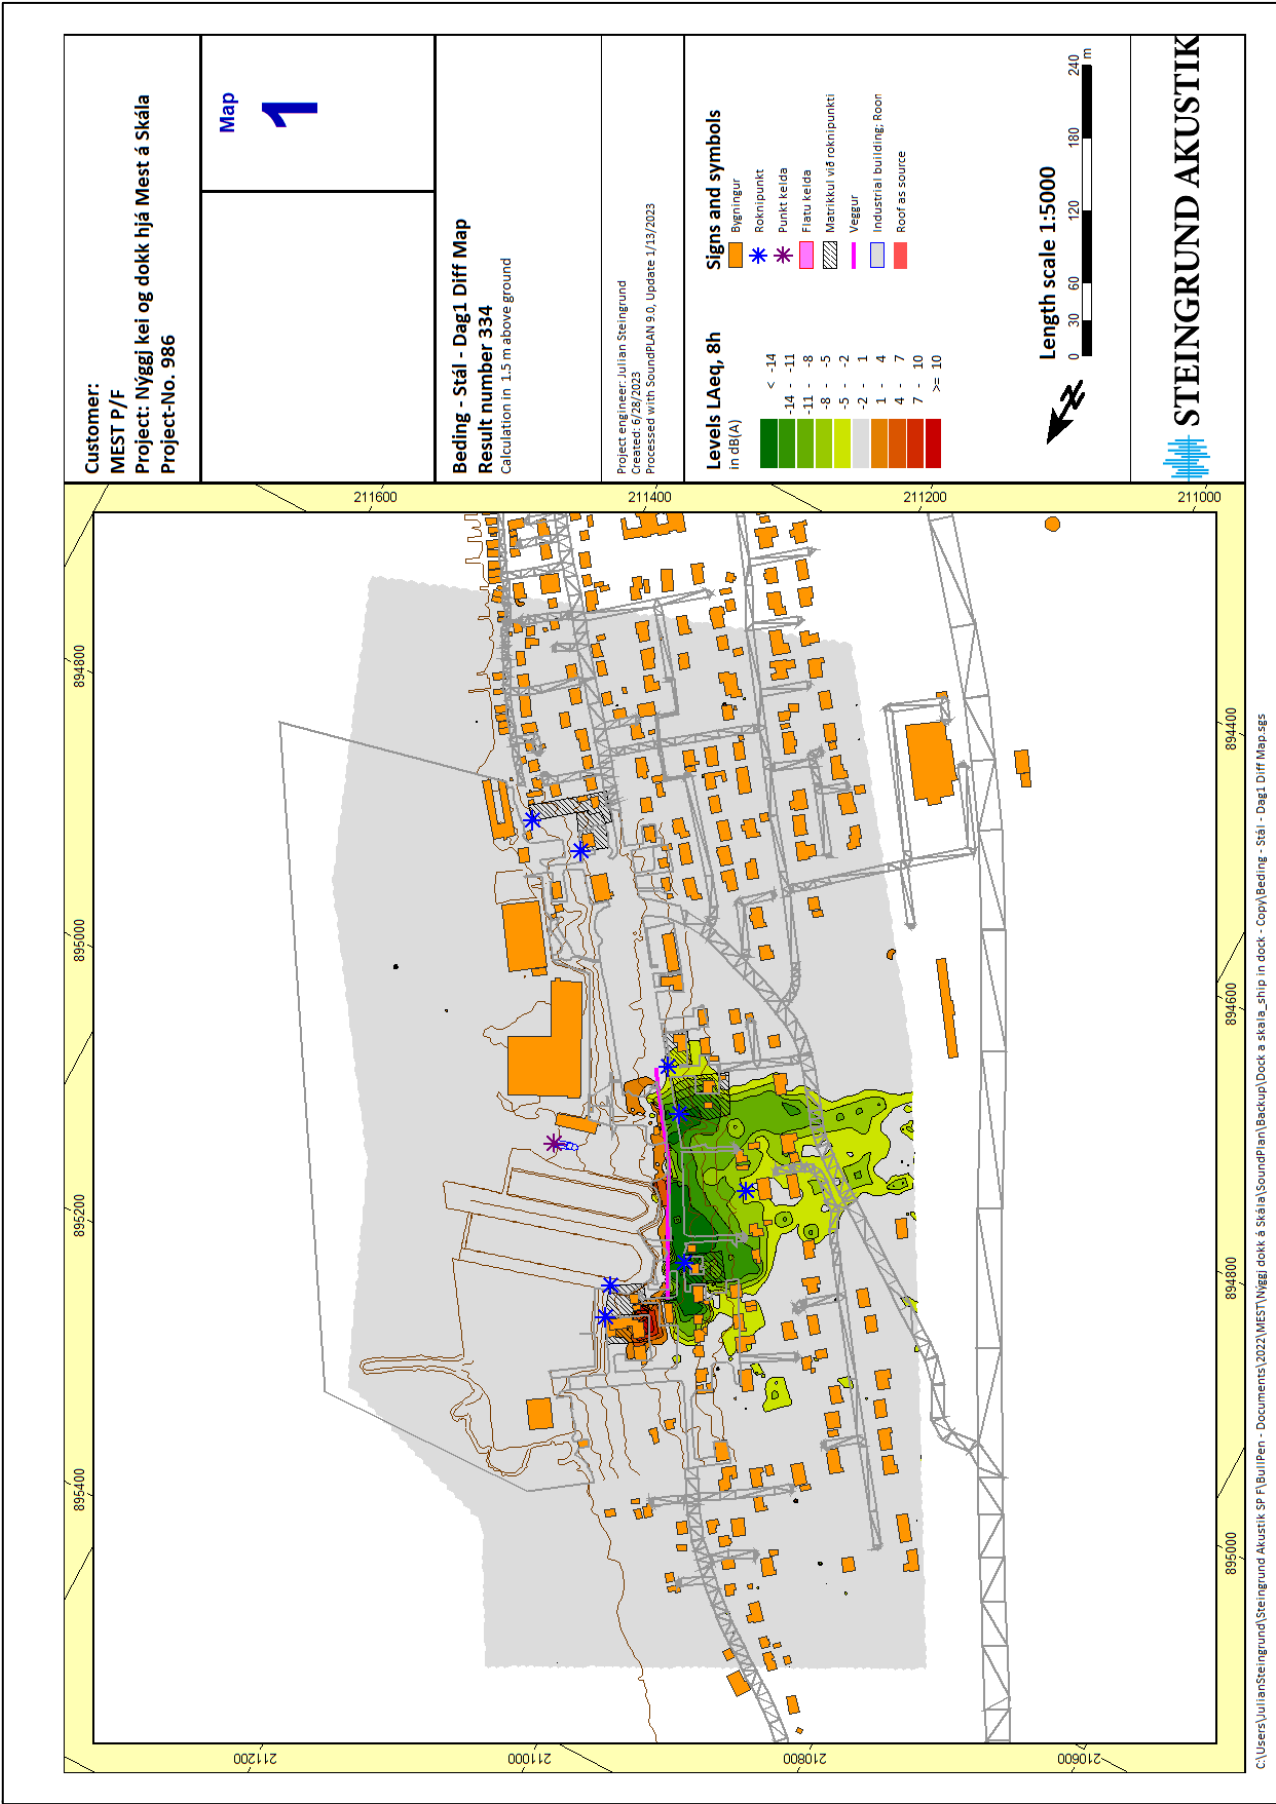 Customer:
MEST P/F
Project: Nýggj kei og dokk hjá Mest á Skála
Project-No. 986
Map
1
Beding - Stál - Dag1 Diff Map
Result number 334
Calculation in 1.5 m above ground
Project engineer: Julian Steingrund
Created: 6/28/2023
Processed with SoundPLAN 9.0, Update 1/13/2023
Levels LAeq, 8h
in dB(A)
< -14
-14 - -11
-11 - -8
-8 - -5
-5 - -2
-2 - 1
1 - 4
4 - 7
7 - 10
>= 10
Signs and symbols
Bygningur
Roknipunkt
Punkt kelda
Flatu kelda
Matrikkul við roknipunkti
Veggur
Industrial building; Room
Roof as source
Length scale 1:5000
0 30 60 120 180 240
m
STEINGRUND AKUSTIK
211600
211400
211200
211000
894800
895000
895200
895400
894400
894600
894800
895000
211200
211000
210800
210600
C:\Users\JulianSteingrund\Steingrund Akustik SP F\BullPen - Documents\2022\MEST\Nýggj dokk á Skála\SoundPlan\Backup\Dock a skala_ship in dock - Copy\Beding - Stál - Dag1 Diff Map.sgs